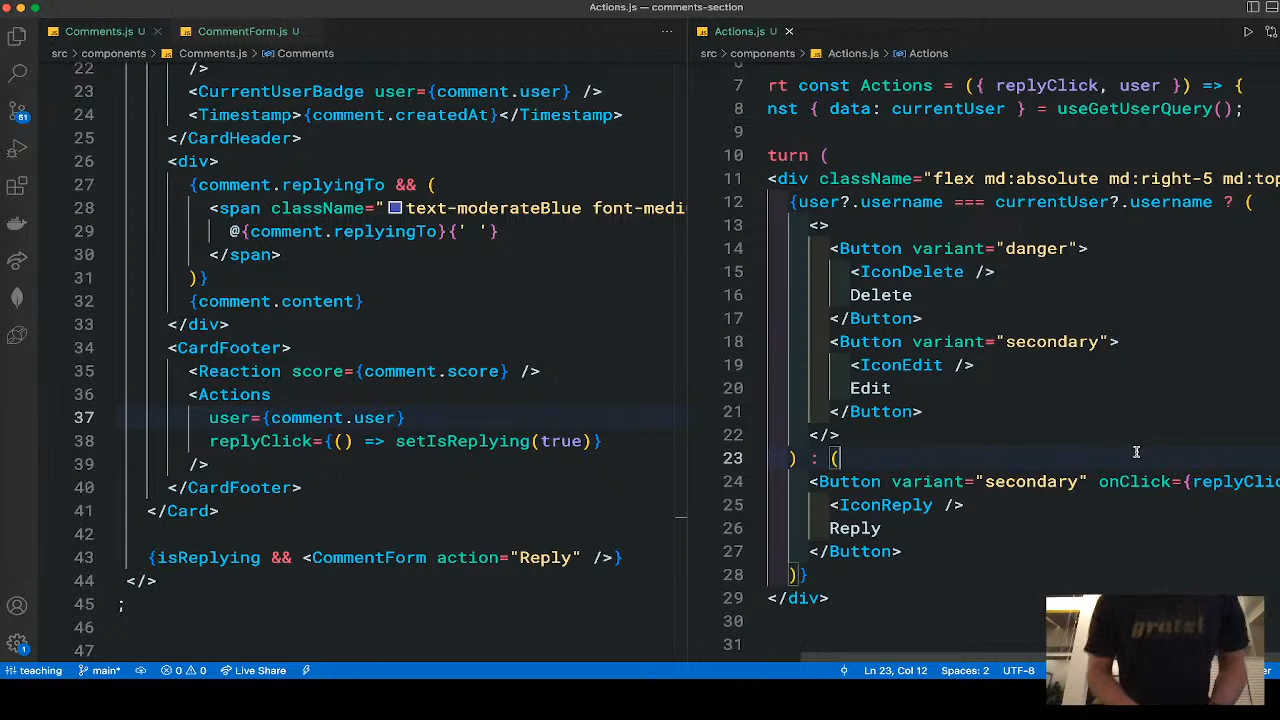 Actions.js — comments-section
Comments.js U
CommentForm.js U
src components Comments.js Comments
22 />
23 <CurrentUserBadge user={comment.user} />
24 <Timestamp>{comment.createdAt}</Timestamp>
25 </CardHeader>
26 <div>
27 {comment.replyingTo && (
28 <span className="text-moderateBlue font-medi
29 @{comment.replyingTo}{' '}
30 </span>
31 )}
32 {comment.content}
33 </div>
34 <CardFooter>
35 <Reaction score={comment.score} />
36 <Actions
37 user={comment.user}
38 replyClick={() => setIsReplying(true)}
39 />
40 </CardFooter>
41 </Card>
42
43 {isReplying && <CommentForm action="Reply" />}
44 </>
45 ;
46
47
Actions.js U
src components Actions.js Actions
7 rt const Actions = ({ replyClick, user }) => {
8 nst { data: currentUser } = useGetUserQuery();
9
10 turn (
11 <div className="flex md:absolute md:right-5 md:top
12 {user?.username === currentUser?.username ? (
13 <>
14 <Button variant="danger">
15 <IconDelete />
16 Delete
17 </Button>
18 <Button variant="secondary">
19 <IconEdit />
20 Edit
21 </Button>
22 </>
23 ) : (
24 <Button variant="secondary" onClick={replyClic
25 <IconReply />
26 Reply
27 </Button>
28 )}
29 </div>
30
31
51
1
teaching main* 0 0 Live Share Ln 23, Col 12 Spaces: 2 UTF-8